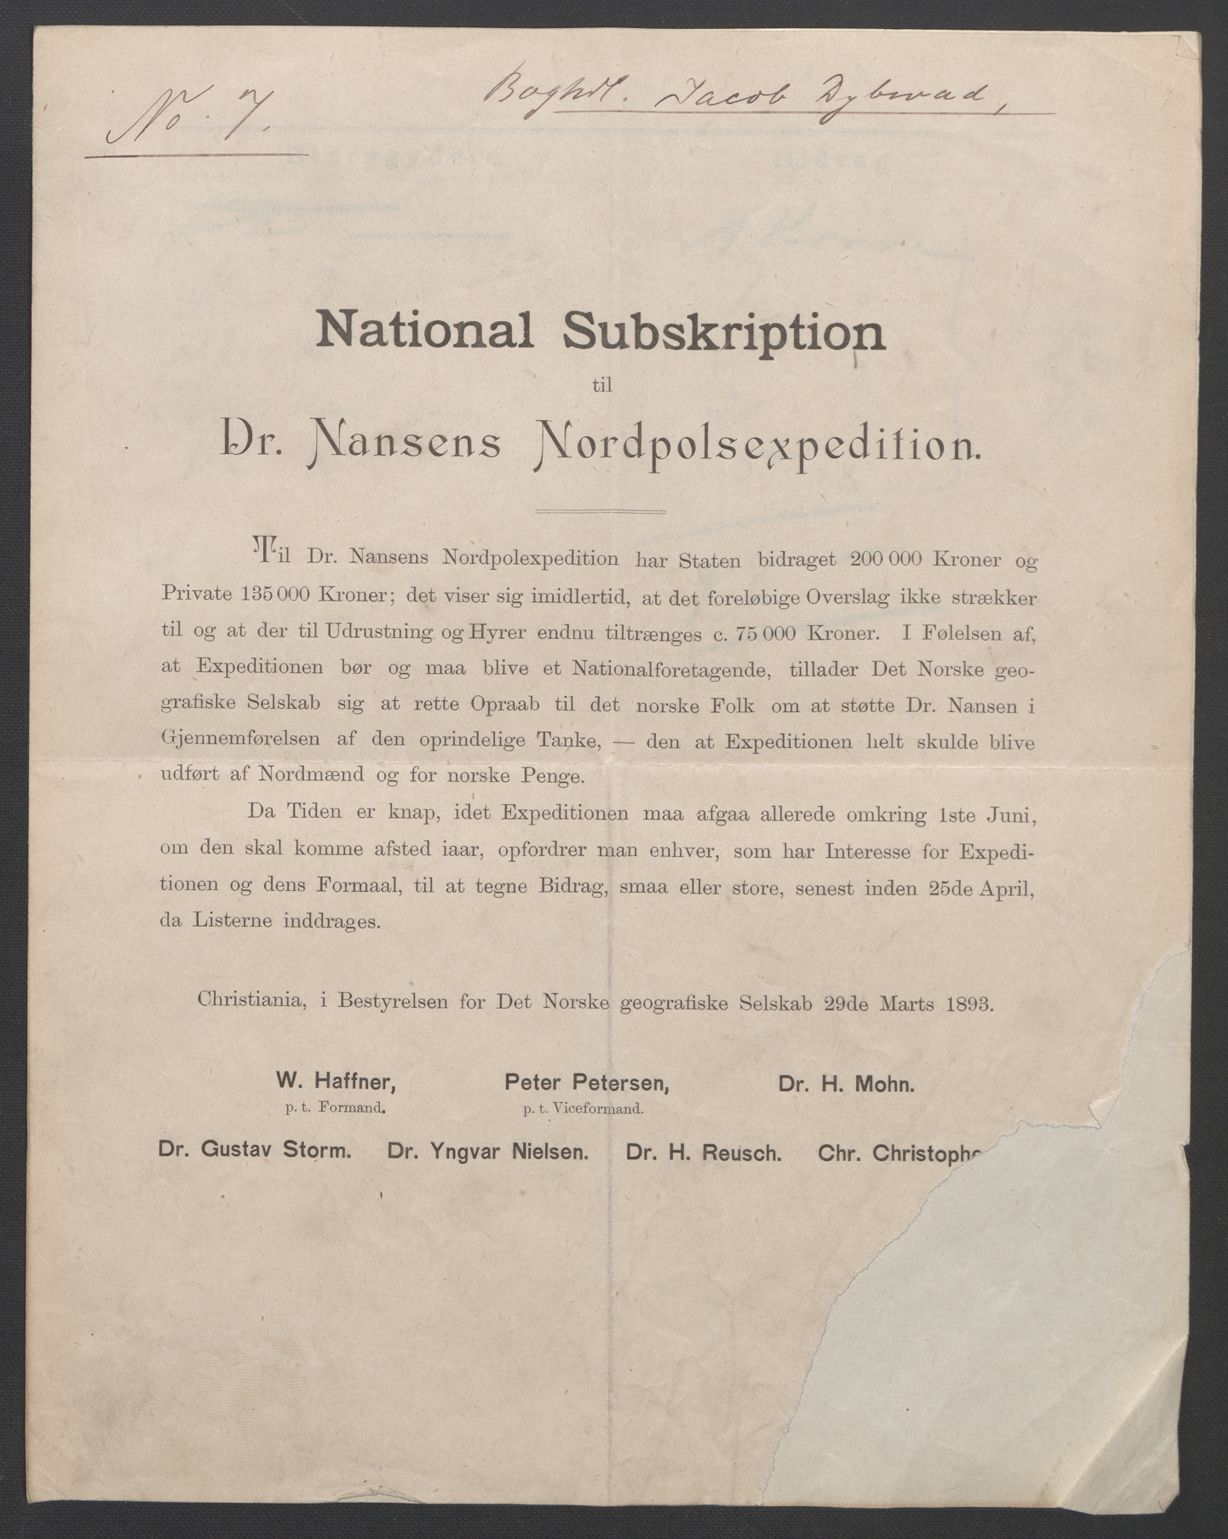 No. 7.
Boghdl. Jacob Dybwad,
Bidragydere
Bidrag
National Subskription
til
Dr. Nansens Nordpolsexpedition.
Til Dr. Nansens Nordpolexpedition har Staten bidraget 200 000 Kroner og
Private 135 000 Kroner; det viser sig imidlertid, at det foreløbige Overslag ikke strækker
til og at der til Udrustning og Hyrer endnu tiltrænges c. 75 000 Kroner. I Følelsen af,
at Expeditionen bør og maa blive et Nationalforetagende, tillader Det Norske geo-
grafiske Selskab sig at rette Opraab til det norske Folk om at støtte Dr. Nansen i
Gjennemførelsen af den oprindelige Tanke, — den at Expeditionen helt skulde blive
udført af Nordmænd og for norske Penge.
Da Tiden er knap, idet Expeditionen maa afgaa allerede omkring 1ste Juni,
om den skal komme afsted iaar, opfordrer man enhver, som har Interesse for Expedi-
tionen og dens Formaal, til at tegne Bidrag, smaa eller store, senest inden 25de April,
da Listerne inddrages.
Christiania, i Bestyrelsen for Det Norske geografiske Selskab 29de Marts 1893.
W. Haffner, Peter Petersen, Dr. H. Mohn.
p. t. Formand. p. t. Viceformand.
Dr. Gustav Storm. Dr. Yngvar Nielsen. Dr. H. Reusch. Chr. Christophe